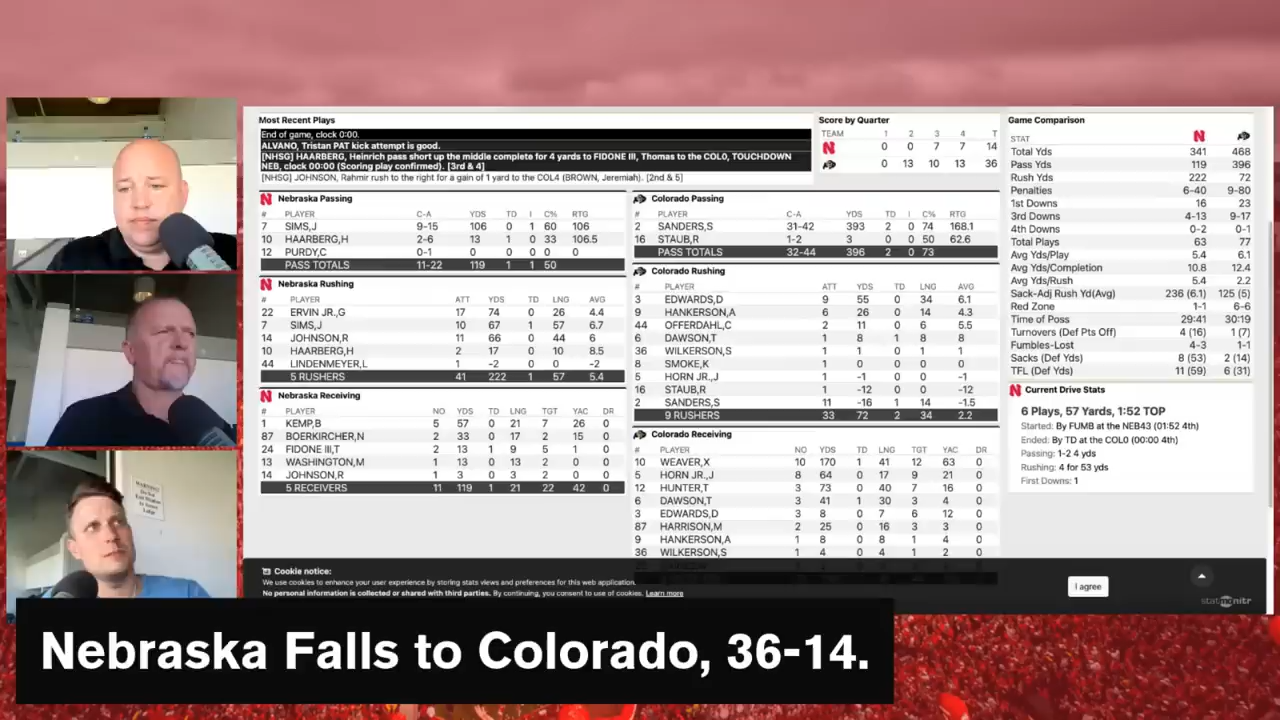 Most Recent Plays
End of game, clock 0:00.
ALVANO, Tristan PAT kick attempt is good.
[NHSG] HAARBERG, Heinrich pass short up the middle complete for 4 yards to FIDONE III, Thomas to the COL0, TOUCHDOWN
NEB, clock 00:00 (Scoring play confirmed). [3rd & 4]
[NHSG] JOHNSON, Rahmir rush to the right for a gain of 1 yard to the COL4 (BROWN, Jeremiah). [2nd & 5]
Score by Quarter
TEAM 1 2 3 4 T
N 0 0 7 7 14
0 13 10 13 36
Nebraska Passing
# PLAYER C-A YDS TD I C% RTG
7 SIMS,J 9-15 106 0 1 60 106
10 HAARBERG,H 2-6 13 1 0 33 106.5
12 PURDY,C 0-1 0 0 0 0 0
PASS TOTALS 11-22 119 1 1 50
Nebraska Rushing
# PLAYER ATT YDS TD LNG AVG
22 ERVIN JR.,G 17 74 0 26 4.4
7 SIMS,J 10 67 1 57 6.7
14 JOHNSON,R 11 66 0 44 6
10 HAARBERG,H 2 17 0 10 8.5
44 LINDENMEYER,L 1 -2 0 0 -2
5 RUSHERS 41 222 1 57 5.4
Nebraska Receiving
# PLAYER NO YDS TD LNG TGT YAC DR
1 KEMP,B 5 57 0 21 7 26 0
87 BOERKIRCHER,N 2 33 0 17 2 15 0
24 FIDONE III,T 2 13 1 9 5 1 0
13 WASHINGTON,M 1 13 0 13 2 0 0
14 JOHNSON,R 1 3 0 3 2 0 0
5 RECEIVERS 11 119 1 21 22 42 0
Colorado Passing
# PLAYER C-A YDS TD I C% RTG
2 SANDERS,S 31-42 393 2 0 74 168.1
16 STAUB,R 1-2 3 0 0 50 62.6
PASS TOTALS 32-44 396 2 0 73
Colorado Rushing
# PLAYER ATT YDS TD LNG AVG
3 EDWARDS,D 9 55 0 34 6.1
9 HANKERSON,A 6 26 0 14 4.3
44 OFFERDAHL,C 2 11 0 6 5.5
6 DAWSON,T 1 8 0 8 8
36 WILKERSON,S 1 1 0 1 1
8 SMOKE,K 1 0 0 0 0
5 HORN JR.,J 1 -1 0 0 -1
16 STAUB,R 1 -12 0 0 -12
2 SANDERS,S 11 -16 1 14 -1.5
9 RUSHERS 33 72 2 34 2.2
Colorado Receiving
# PLAYER NO YDS TD LNG TGT YAC DR
10 WEAVER,X 10 170 1 41 12 63 0
5 HORN JR.,J 8 64 0 17 9 21 0
12 HUNTER,T 3 73 0 40 7 16 0
6 DAWSON,T 3 41 1 30 3 4 0
3 EDWARDS,D 3 8 0 7 6 12 0
87 HARRISON,M 2 25 0 16 3 3 0
9 HANKERSON,A 1 8 0 8 1 4 0
36 WILKERSON,S 1 4 0 4 1 2 0
Game Comparison
STAT N
Total Yds 341 468
Pass Yds 119 396
Rush Yds 222 72
Penalties 6-40 9-80
1st Downs 16 23
3rd Downs 4-13 9-17
4th Downs 0-2 0-1
Total Plays 63 77
Avg Yds/Play 5.4 6.1
Avg Yds/Completion 10.8 12.4
Avg Yds/Rush 5.4 2.2
Sack-Adj Rush Yd(Avg) 236 (6.1) 125 (5)
Red Zone 1-1 6-6
Time of Poss 29:41 30:19
Turnovers (Def Pts Off) 4 (16) 1 (7)
Fumbles-Lost 4-3 1-1
Sacks (Def Yds) 8 (53) 2 (14)
TFL (Def Yds) 11 (59) 6 (31)
Current Drive Stats
6 Plays, 57 Yards, 1:52 TOP
Started: By FUMB at the NEB43 (01:52 4th)
Ended: By TD at the COL0 (00:00 4th)
Passing: 1-2 4 yds
Rushing: 4 for 53 yds
First Downs: 1
Cookie notice:
We use cookies to enhance your user experience by storing stats views and preferences for this web application.
No personal information is collected or shared with third parties. By continuing, you consent to use of cookies. Learn more
I agree
statmonitr
Nebraska Falls to Colorado, 36-14.